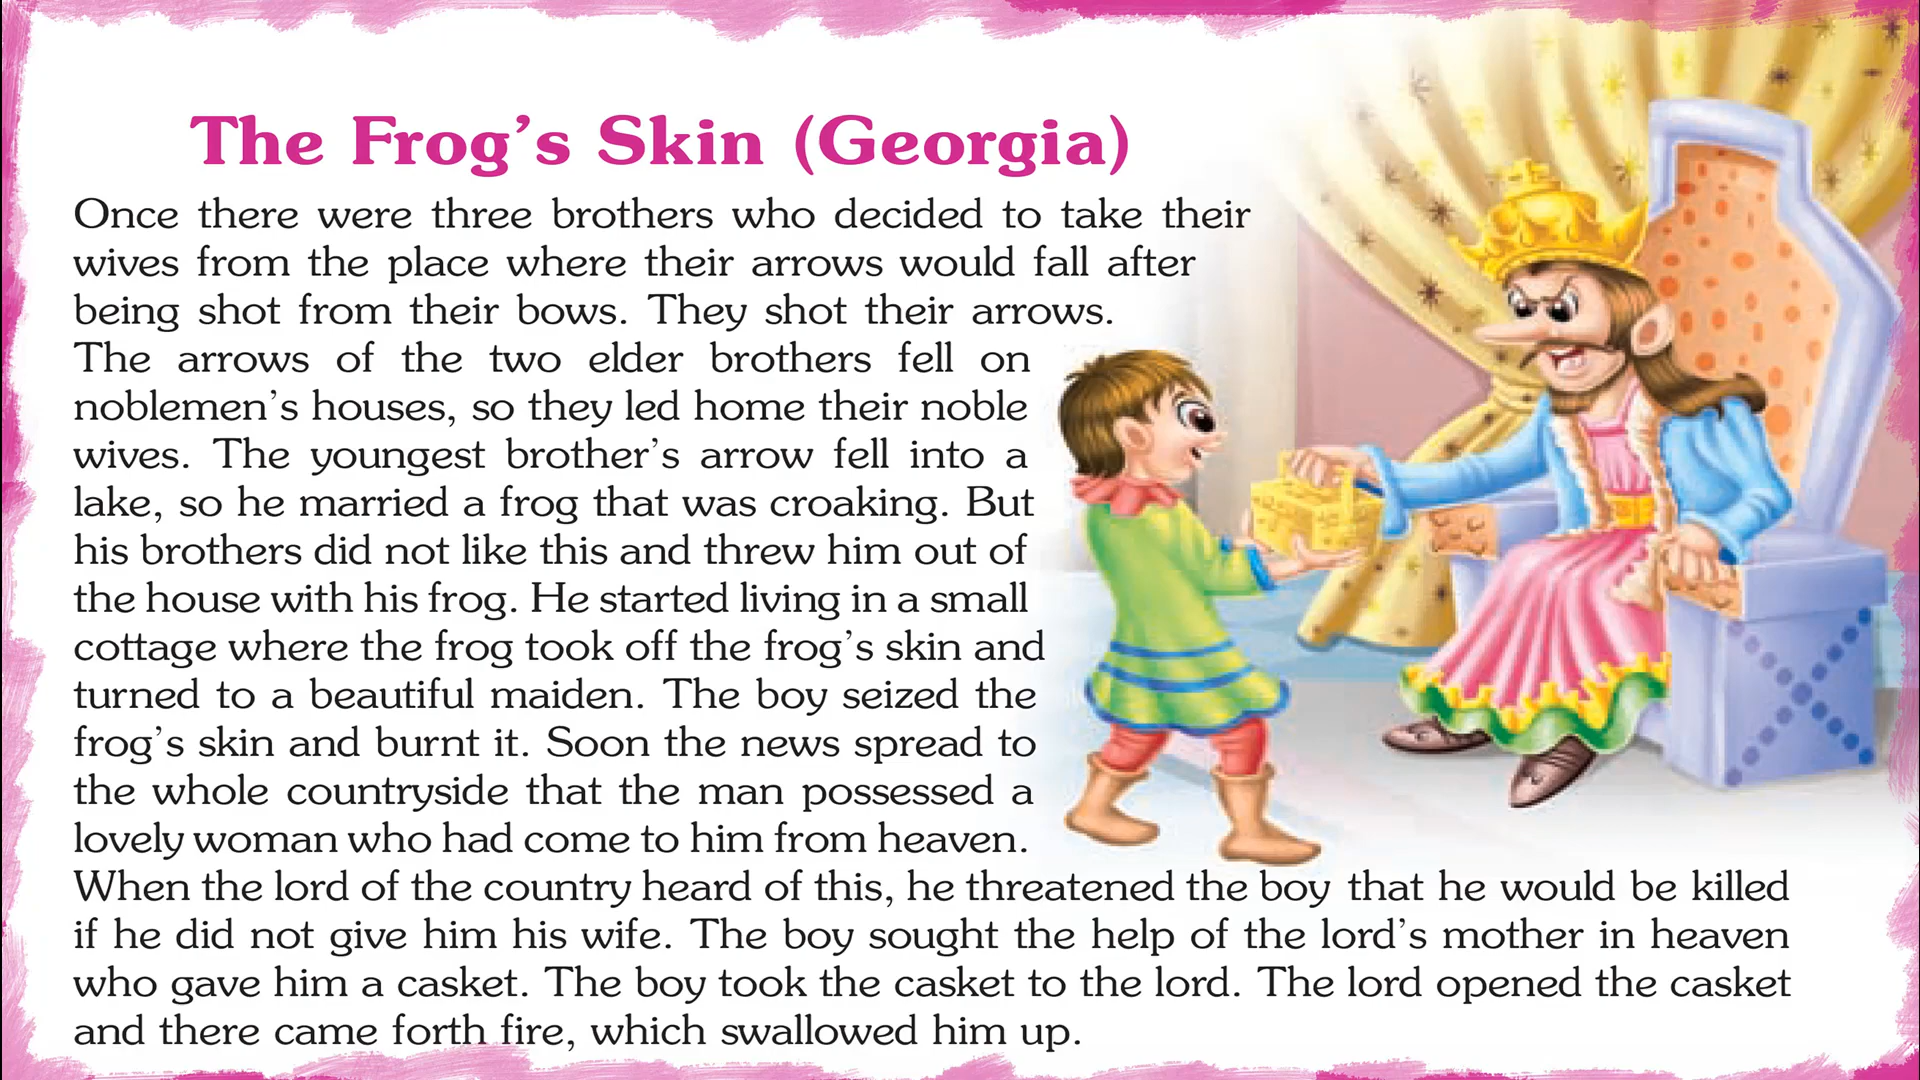 The Frog's Skin (Georgia)
Once there were three brothers who decided to take their
wives from the place where their arrows would fall after
being shot from their bows. They shot their arrows.
The arrows of the two elder brothers fell on
noblemen's houses, so they led home their noble
wives. The youngest brother's arrow fell into a
lake, so he married a frog that was croaking. But
his brothers did not like this and threw him out of
the house with his frog. He started living in a small
cottage where the frog took off the frog's skin and
turned to a beautiful maiden. The boy seized the
frog's skin and burnt it. Soon the news spread to
the whole countryside that the man possessed a
lovely woman who had come to him from heaven.
When the lord of the country heard of this, he threatened the boy that he would be killed
if he did not give him his wife. The boy sought the help of the lord's mother in heaven
who gave him a casket. The boy took the casket to the lord. The lord opened the casket
and there came forth fire, which swallowed him up.